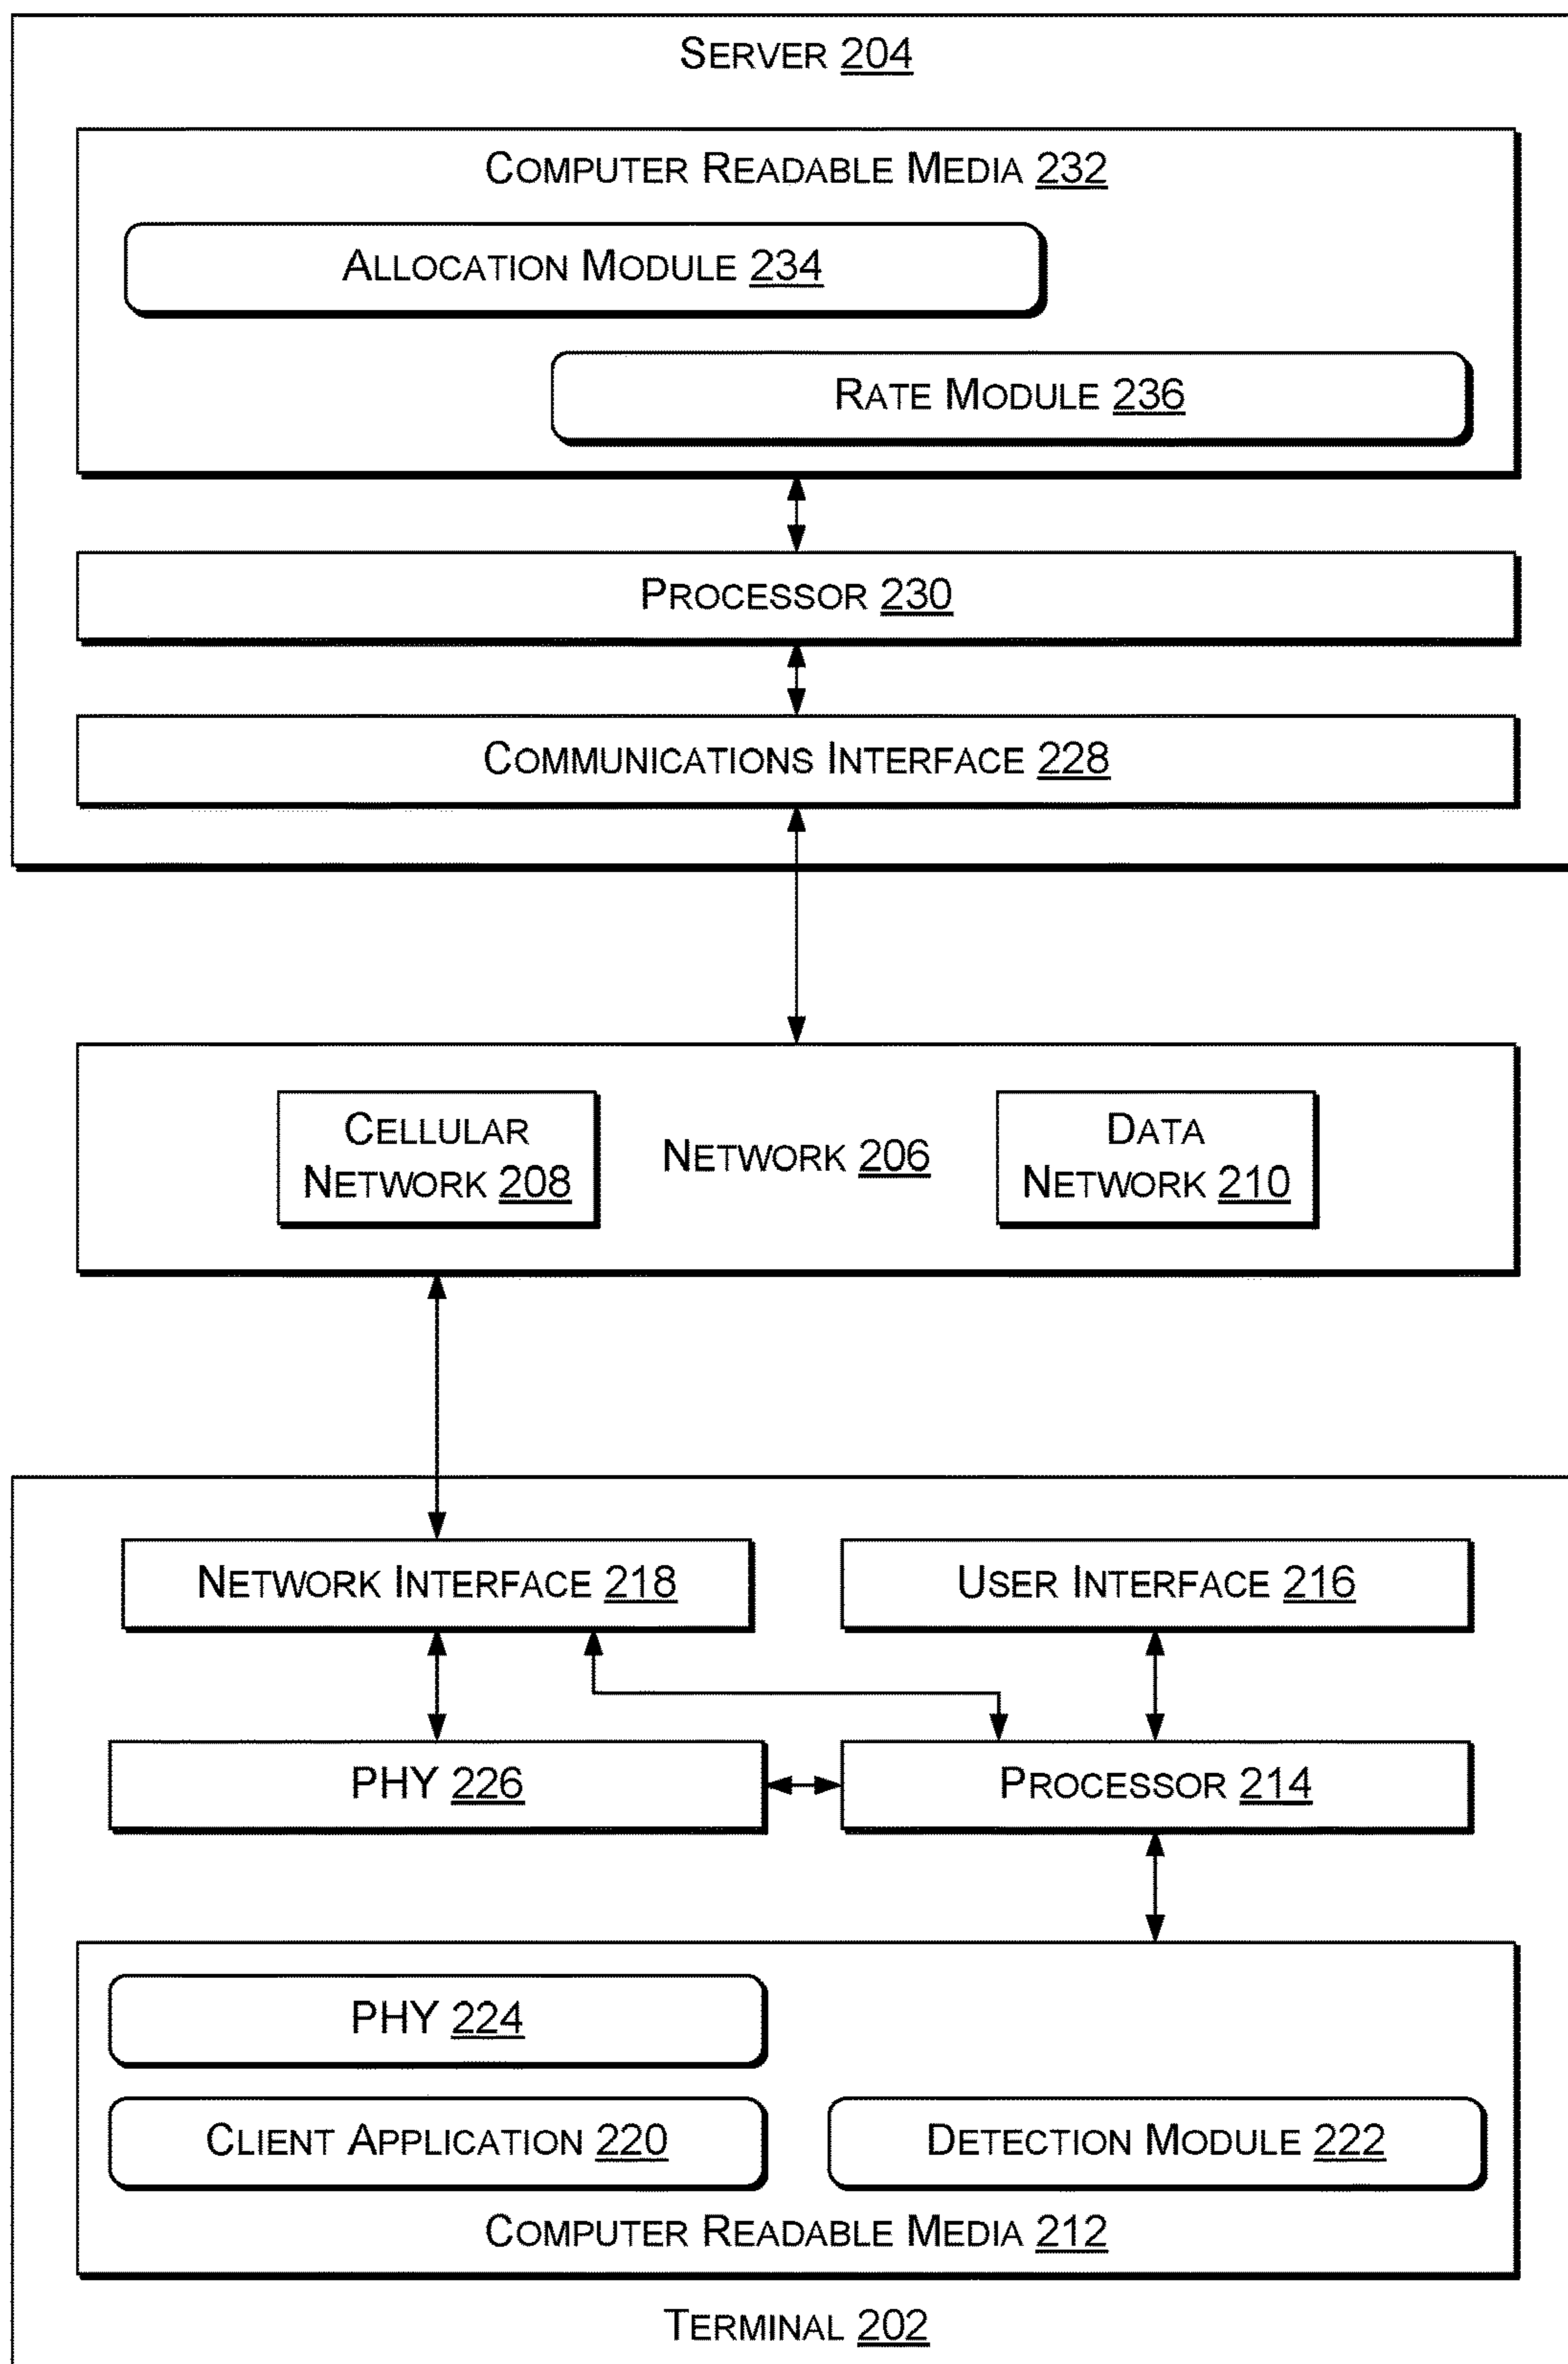 SERVER 204
COMPUTER READABLE MEDIA 232
ALLOCATION MODULE 234
RATE MODULE 236
PROCESSOR 230
COMMUNICATIONS INTERFACE 228
CELLULAR
NETWORK 208
NETWORK 206
DATA
NETWORK 210
NETWORK INTERFACE 218
USER INTERFACE 216
PHY 226
PROCESSOR 214
PHY 224
CLIENT APPLICATION 220
DETECTION MODULE 222
COMPUTER READABLE MEDIA 212
TERMINAL 202